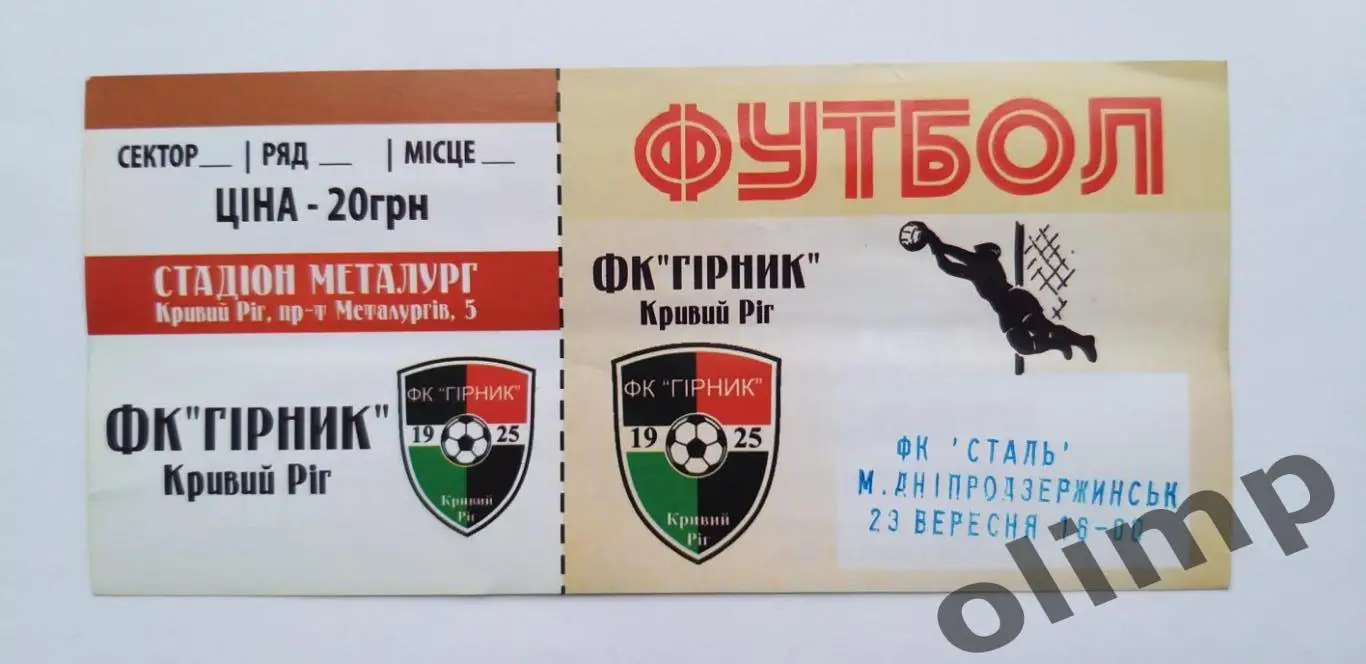 СЕКТОР__ | РЯД __ | МІСЦЕ __
ЦІНА - 20грн
СТАДІОН МЕТАЛУРГ
Кривий Ріг, пр-т Металургів, 5
ФК"ГІРНИК"
Кривий Ріг
ФК "ГІРНИК"
19 25
Кривий
Ріг
ФУТБОЛ
ФК"ГІРНИК"
Кривий Ріг
ФК "ГІРНИК"
19 25
Кривий
Ріг
ФК 'СТАЛЬ'
М.ДНІПРОДЗЕРЖИНСЬК
23 ВЕРЕСНЯ 16-00
olimp